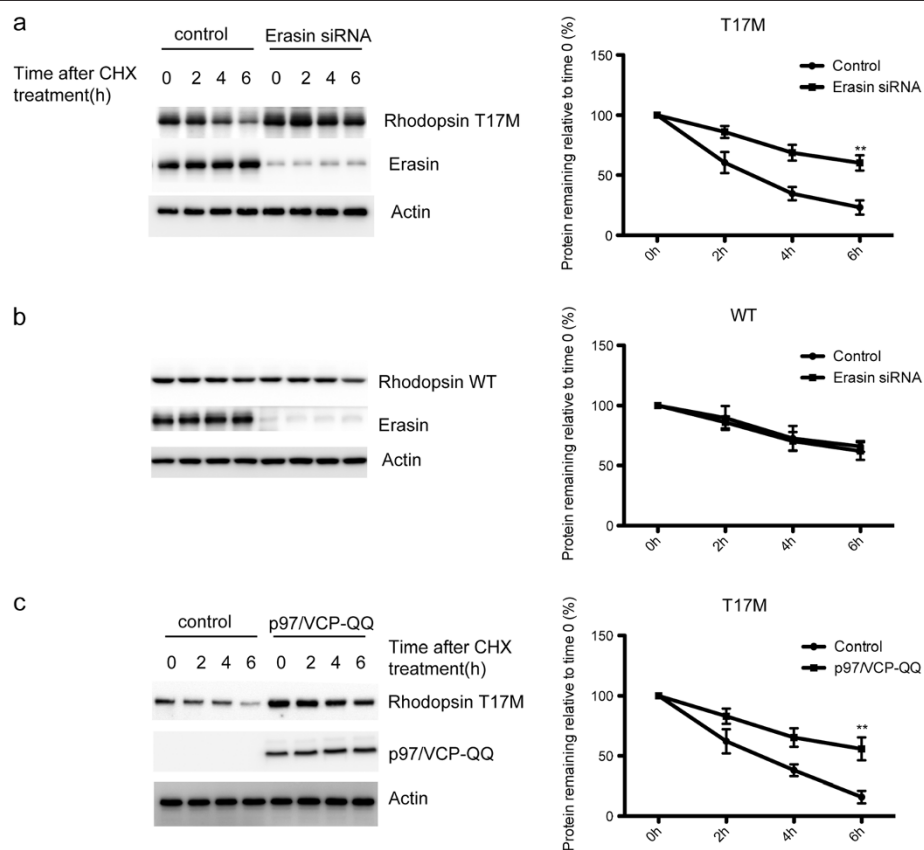 a
control Erasin siRNA
Time after CHX treatment(h)
0 2 4 6 0 2 4 6
Rhodopsin T17M
Erasin
Actin
T17M
Protein remaining relative to time 0 (%)
150
100
50
0
0h 2h 4h 6h
Control
Erasin siRNA
**
b
Rhodopsin WT
Erasin
Actin
WT
Protein remaining relative to time 0 (%)
150
100
50
0
0h 2h 4h 6h
Control
Erasin siRNA
c
control p97/VCP-QQ
0 2 4 6 0 2 4 6
Time after CHX
treatment(h)
Rhodopsin T17M
p97/VCP-QQ
Actin
T17M
Protein remaining relative to time 0 (%)
150
100
50
0
0h 2h 4h 6h
Control
p97/VCP-QQ
**